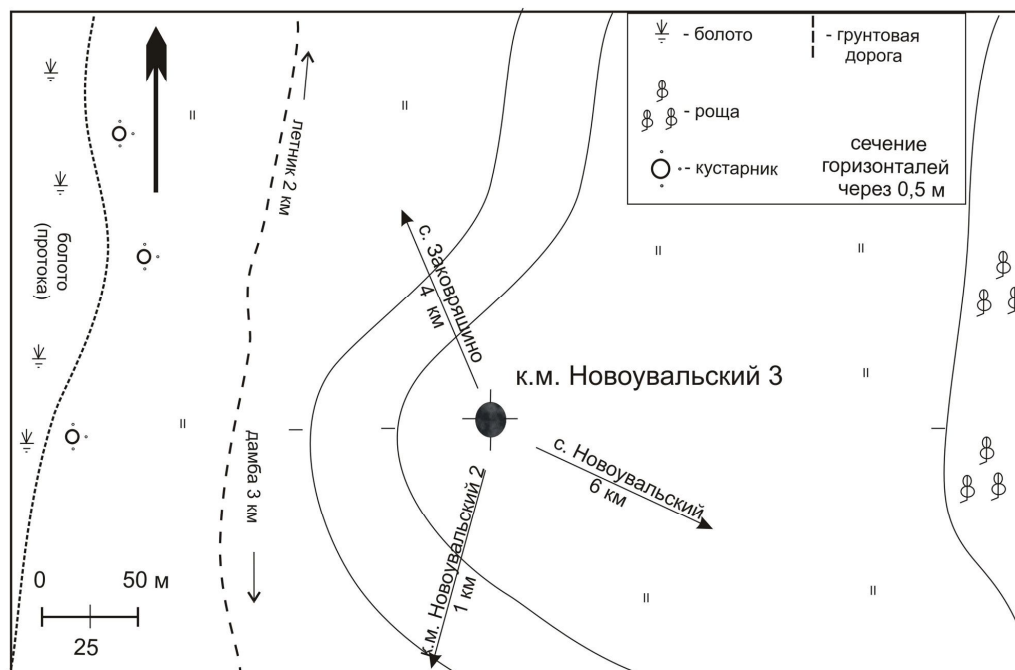 - болото
- грунтовая
дорога
- роща
- кустарник
сечение
горизонталей
через 0,5 м
летник 2 км
болото
(протока)
с. Заковряшино
4 км
к.м. Новоувальский 3
с. Новоувальский
6 км
дамба 3 км
к.м. Новоувальский 2
1 км
0 50 м
25